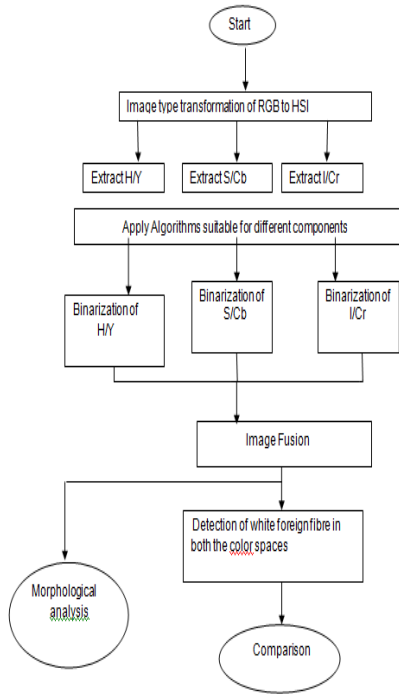 Start
Image type transformation of RGB to HSI
Extract H/Y
Extract S/Cb
Extract I/Cr
Apply Algorithms suitable for different components
Binarization of
H/Y
Binarization of
S/Cb
Binarization of
I/Cr
Image Fusion
Detection of white foreign fibre in
both the color spaces
Morphological
analysis
Comparison